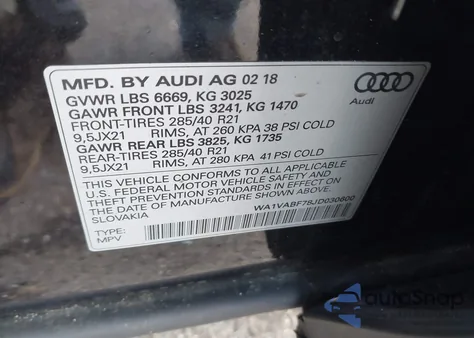 MFD. BY AUDI AG 02 18
GVWR LBS 6669, KG 3025
GAWR FRONT LBS 3241, KG 1470
FRONT-TIRES 285/40 R21
9,5JX21 RIMS, AT 260 KPA 38 PSI COLD
GAWR REAR LBS 3825, KG 1735
REAR-TIRES 285/40 R21
9,5JX21 RIMS, AT 280 KPA 41 PSI COLD
THIS VEHICLE CONFORMS TO ALL APPLICABLE
U.S. FEDERAL MOTOR VEHICLE SAFETY AND
THEFT PREVENTION STANDARDS IN EFFECT ON
THE DATE OF MANUFACTURE SHOWN ABOVE.
SLOVAKIA
WA1VABF78JD030800
TYPE:
MPV
Audi
autoSnap